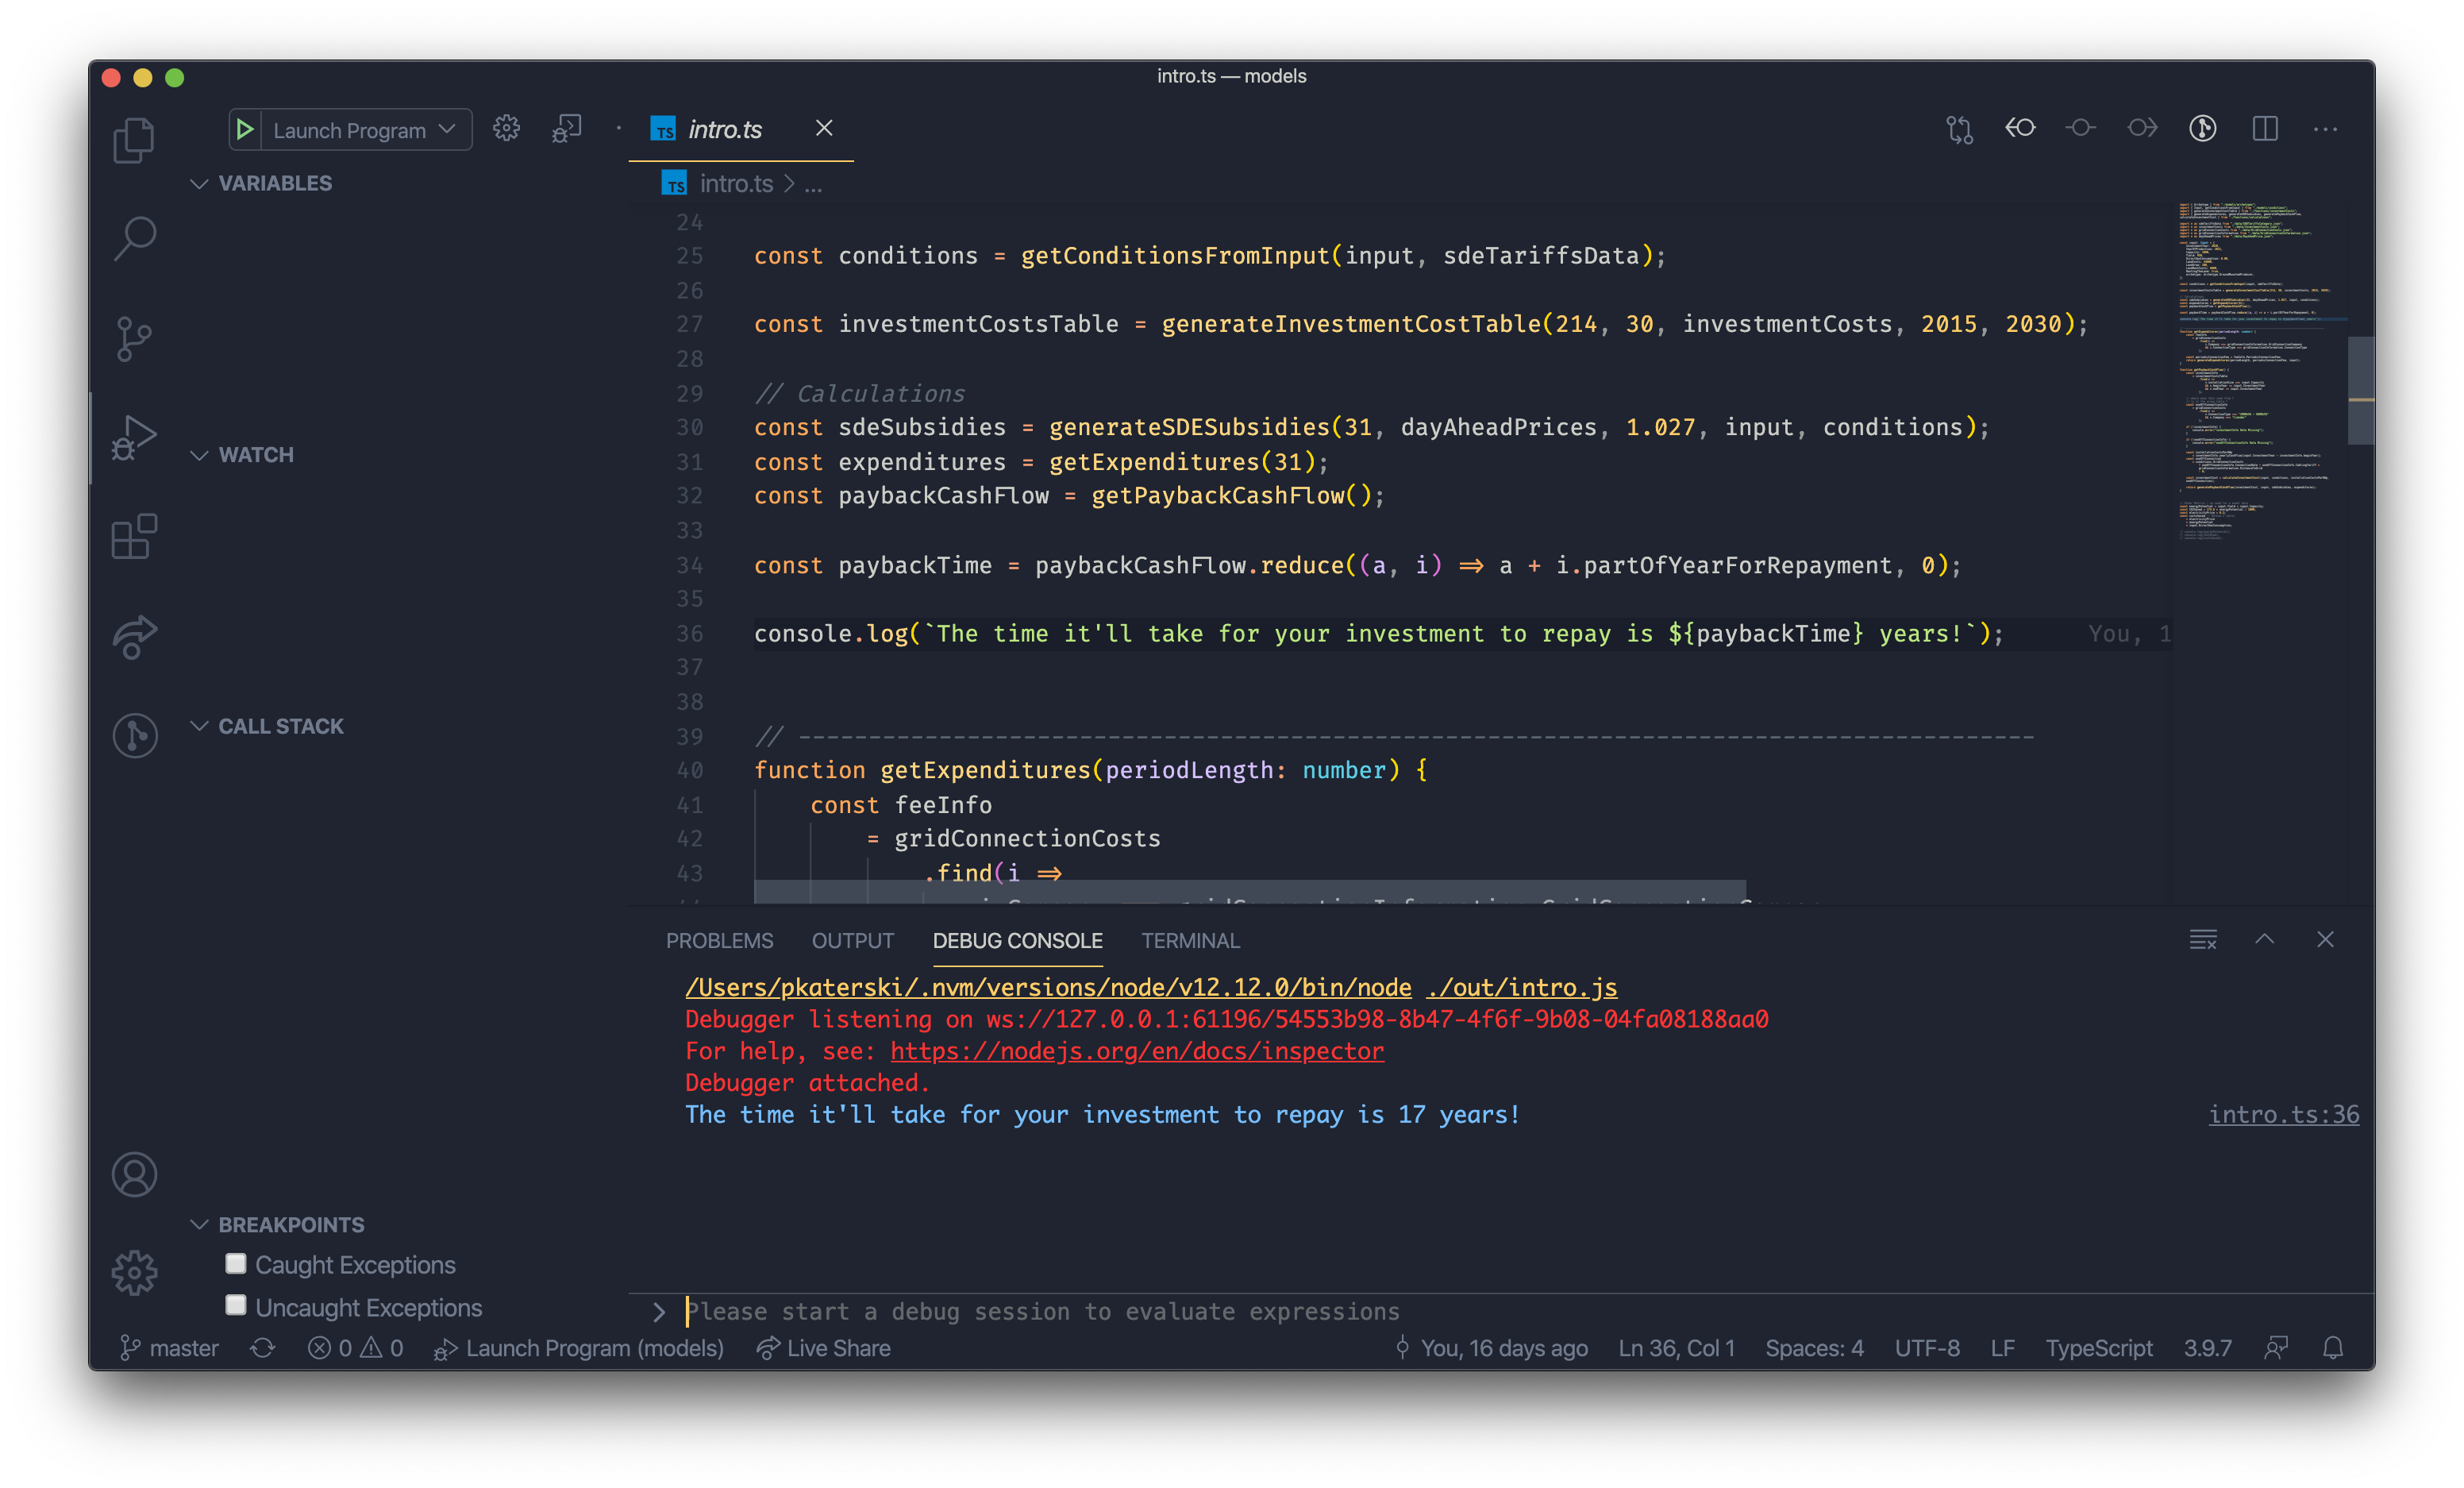 intro.ts — models
Launch Program
TS intro.ts
VARIABLES
TS intro.ts > ...
24
25 const conditions = getConditionsFromInput(input, sdeTariffsData);
26
27 const investmentCostsTable = generateInvestmentCostTable(214, 30, investmentCosts, 2015, 2030);
28
29 // Calculations
30 const sdeSubsidies = generateSDESubsidies(31, dayAheadPrices, 1.027, input, conditions);
31 const expenditures = getExpenditures(31);
32 const paybackCashFlow = getPaybackCashFlow();
33
34 const paybackTime = paybackCashFlow.reduce((a, i) => a + i.partOfYearForRepayment, 0);
35
36 console.log(`The time it'll take for your investment to repay is ${paybackTime} years!`); You, 1
37
38
39 // ----------------------------------------------------------------------------------------
40 function getExpenditures(periodLength: number) {
41 const feeInfo
42 = gridConnectionCosts
43 .find(i =>
WATCH
CALL STACK
BREAKPOINTS
Caught Exceptions
Uncaught Exceptions
PROBLEMS OUTPUT DEBUG CONSOLE TERMINAL
/Users/pkaterski/.nvm/versions/node/v12.12.0/bin/node ./out/intro.js
Debugger listening on ws://127.0.0.1:61196/54553b98-8b47-4f6f-9b08-04fa08188aa0
For help, see: https://nodejs.org/en/docs/inspector
Debugger attached.
The time it'll take for your investment to repay is 17 years! intro.ts:36
> Please start a debug session to evaluate expressions
master 0 0 Launch Program (models) Live Share You, 16 days ago Ln 36, Col 1 Spaces: 4 UTF-8 LF TypeScript 3.9.7